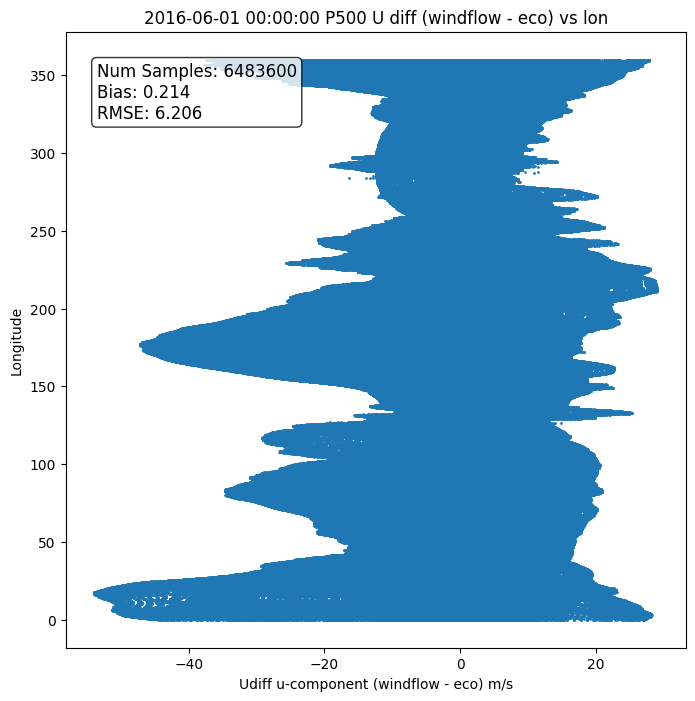 2016-06-01 00:00:00 P500 U diff (windflow - eco) vs lon
Num Samples: 6483600
Bias: 0.214
RMSE: 6.206
350
300
250
200
150
100
50
0
Longitude
−40 −20 0 20
Udiff u-component (windflow - eco) m/s